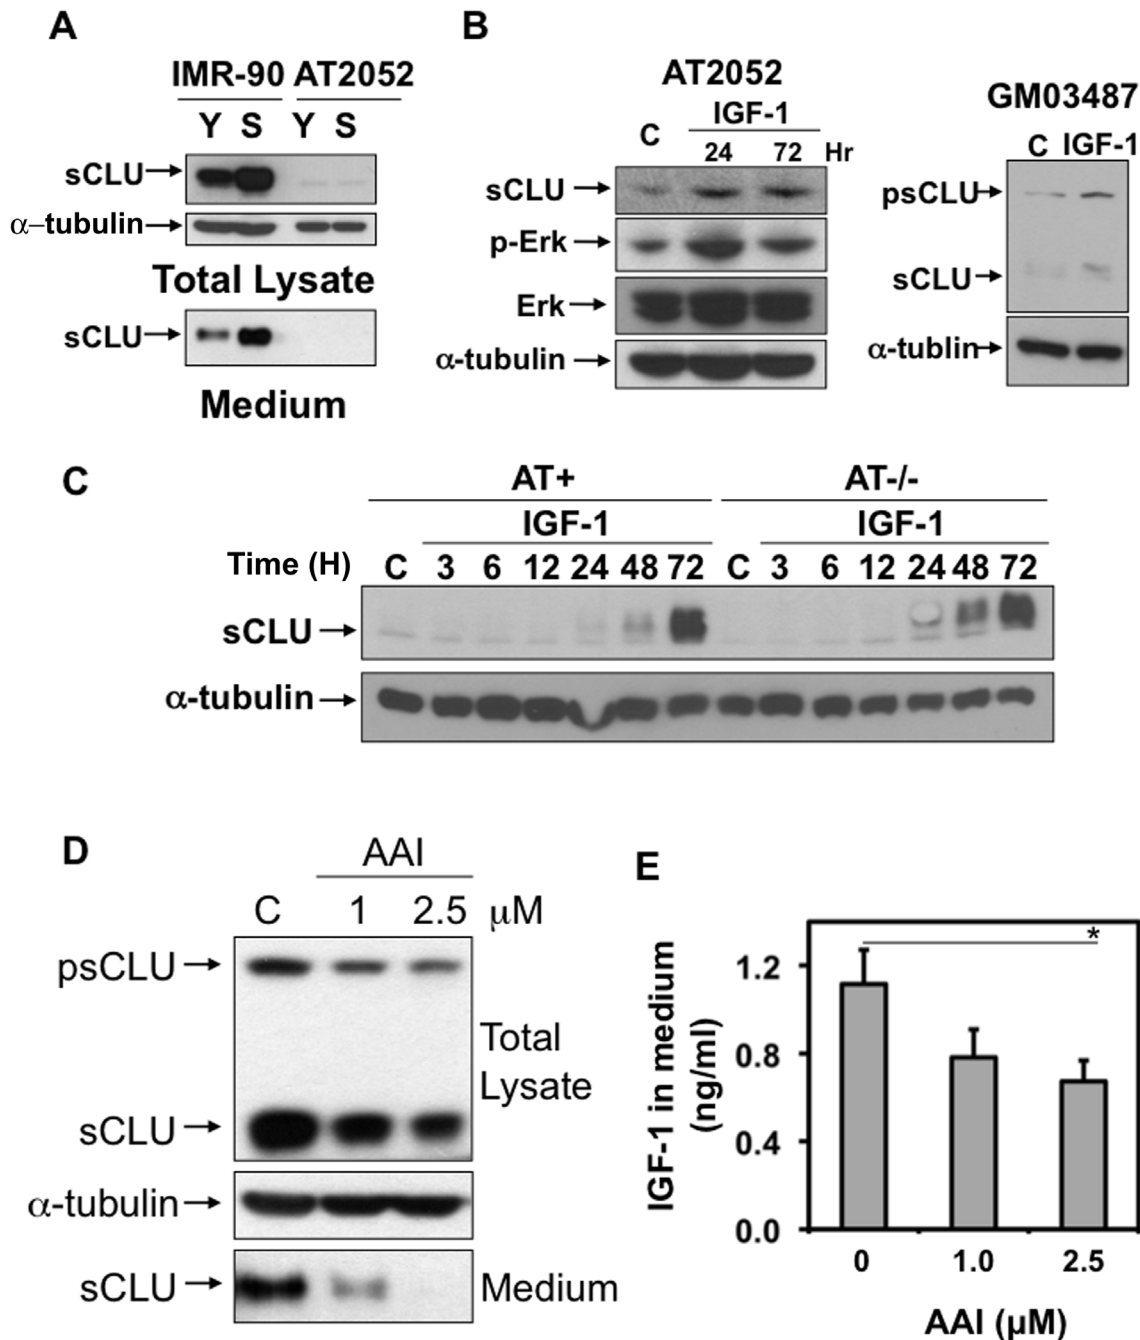 A
IMR-90 AT2052
Y S Y S
sCLU
α–tubulin
Total Lysate
sCLU
Medium
B
AT2052
C IGF-1
24 72 Hr
sCLU
p-Erk
Erk
α-tubulin
GM03487
C IGF-1
psCLU
sCLU
α-tublin
C
AT+ AT-/-
IGF-1 IGF-1
Time (H) C 3 6 12 24 48 72 C 3 6 12 24 48 72
sCLU
α-tubulin
D
AAI
C 1 2.5 μM
psCLU
Total
Lysate
sCLU
α-tubulin
sCLU Medium
E
IGF-1 in medium
(ng/ml)
*
1.2
0.8
0.4
0.0
0 1.0 2.5
AAI (μM)